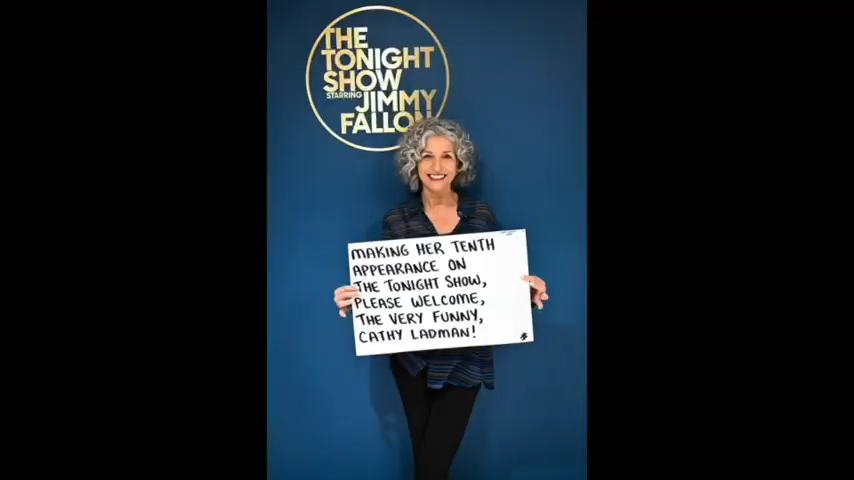 THE
TONIGHT
SHOW
STARRING
JIMMY
FALLON
MAKING HER TENTH
APPEARANCE ON
THE TONIGHT SHOW,
PLEASE WELCOME,
THE VERY FUNNY,
CATHY LADMAN!